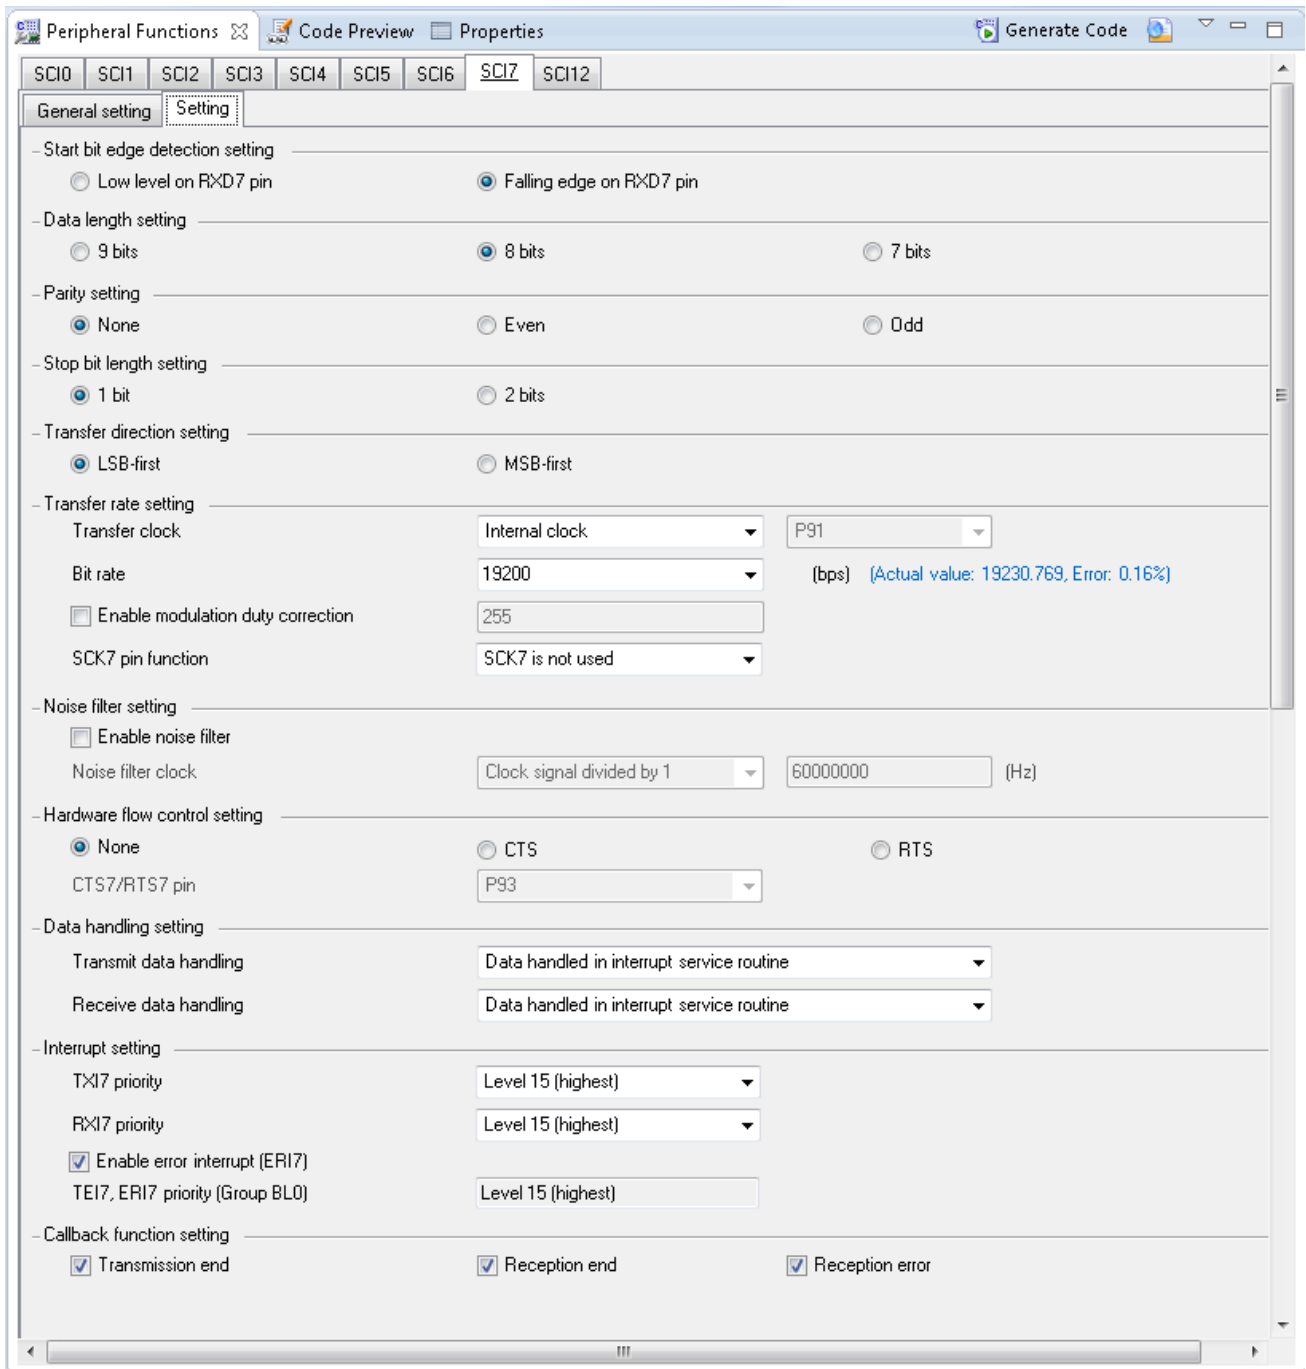 Peripheral Functions Code Preview Properties Generate Code
SCI0 SCI1 SCI2 SCI3 SCI4 SCI5 SCI6 SCI7 SCI12
General setting Setting
Start bit edge detection setting
Low level on RXD7 pin Falling edge on RXD7 pin
Data length setting
9 bits 8 bits 7 bits
Parity setting
None Even Odd
Stop bit length setting
1 bit 2 bits
Transfer direction setting
LSB-first MSB-first
Transfer rate setting
Transfer clock Internal clock P91
Bit rate 19200 (bps) (Actual value: 19230.769, Error: 0.16%)
Enable modulation duty correction 255
SCK7 pin function SCK7 is not used
Noise filter setting
Enable noise filter
Noise filter clock Clock signal divided by 1 60000000 (Hz)
Hardware flow control setting
None CTS RTS
CTS7/RTS7 pin P93
Data handling setting
Transmit data handling Data handled in interrupt service routine
Receive data handling Data handled in interrupt service routine
Interrupt setting
TXI7 priority Level 15 (highest)
RXI7 priority Level 15 (highest)
Enable error interrupt (ERI7)
TEI7, ERI7 priority (Group BL0) Level 15 (highest)
Callback function setting
Transmission end Reception end Reception error